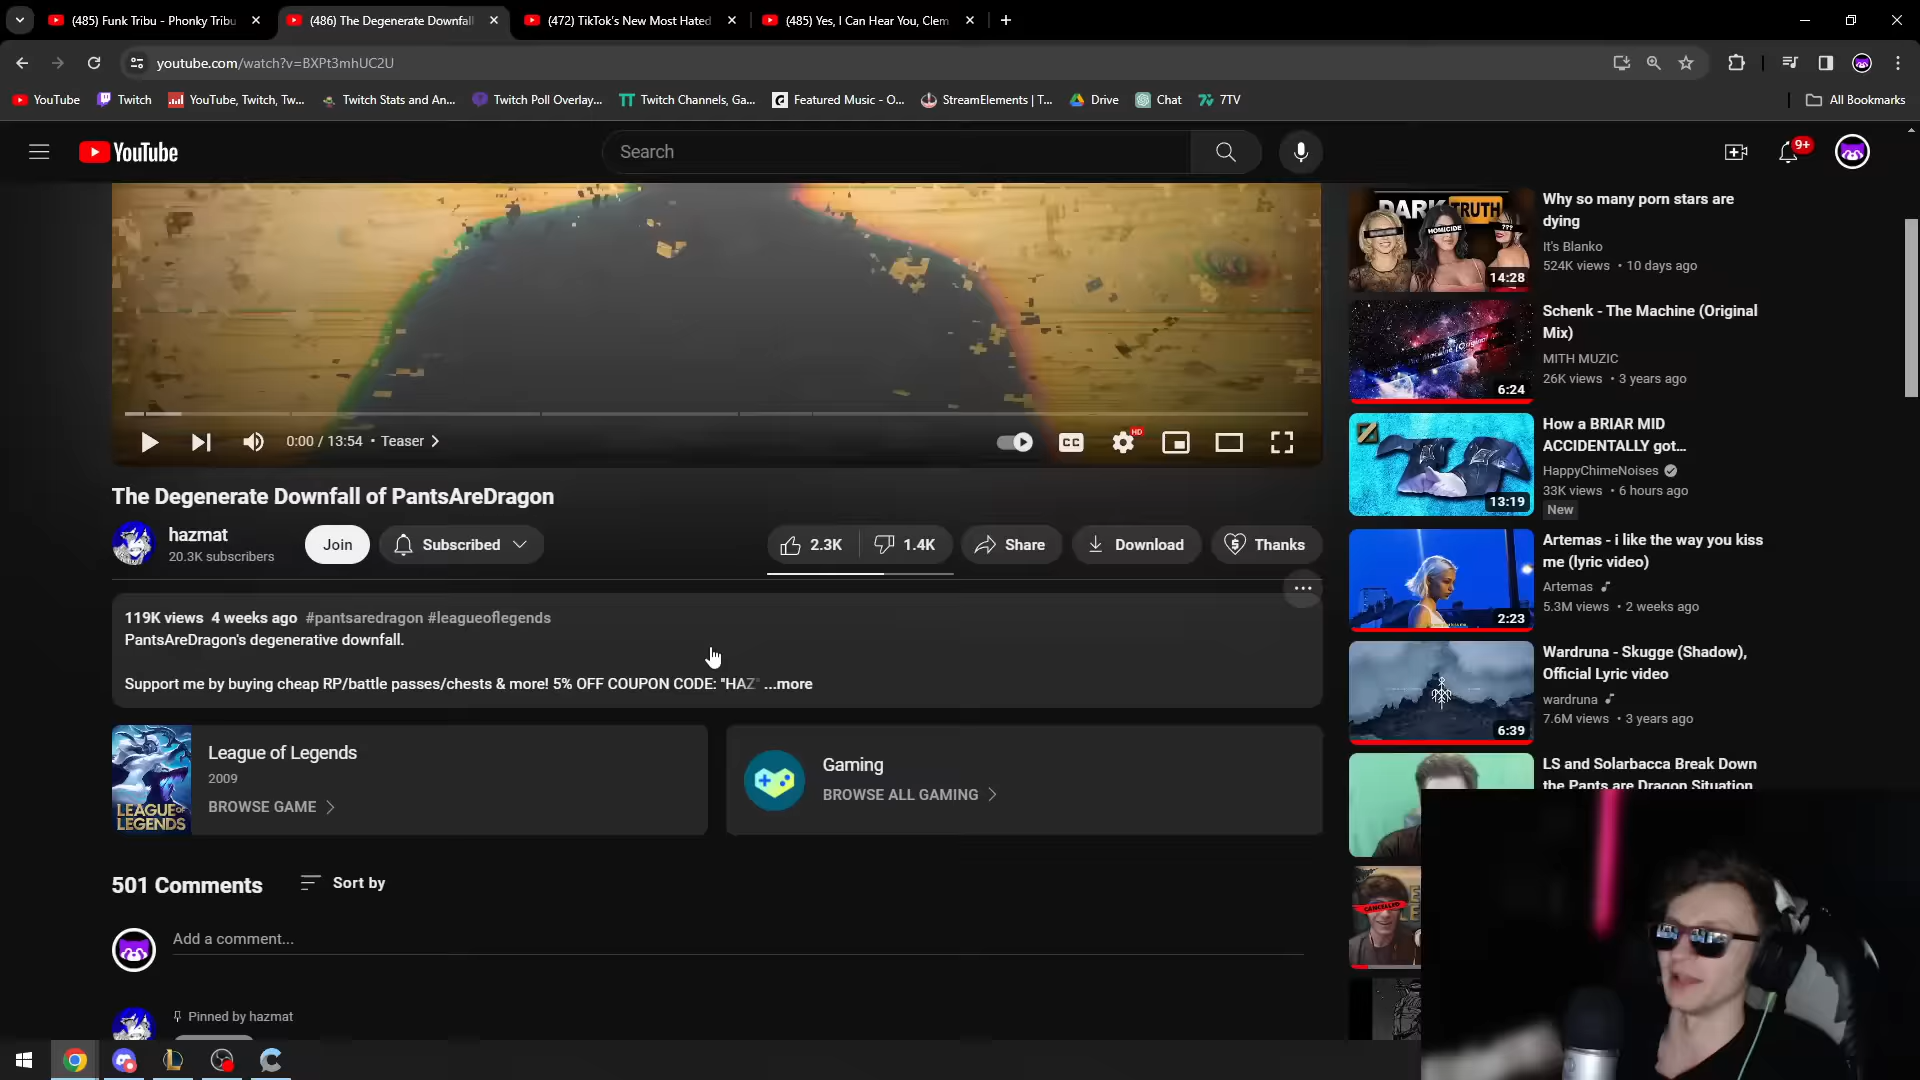 (485) Funk Tribu - Phonky Tribu
(486) The Degenerate Downfall
(472) TikTok's New Most Hated
(485) Yes, I Can Hear You, Clem
youtube.com/watch?v=BXPt3mhUC2U
YouTube
Twitch
YouTube, Twitch, Tw...
Twitch Stats and An...
Twitch Poll Overlay...
Twitch Channels, Ga...
Featured Music - O...
StreamElements | T...
Drive
Chat
7TV
All Bookmarks
YouTube
Search
9+
0:00 / 13:54 • Teaser
CC
HD
The Degenerate Downfall of PantsAreDragon
hazmat
20.3K subscribers
Join
Subscribed
2.3K
1.4K
Share
Download
Thanks
119K views 4 weeks ago #pantsaredragon #leagueoflegends
PantsAreDragon's degenerative downfall.
Support me by buying cheap RP/battle passes/chests & more! 5% OFF COUPON CODE: "HAZ" ...more
LEAGUE OF
LEGENDS
League of Legends
2009
BROWSE GAME
Gaming
BROWSE ALL GAMING
501 Comments
Sort by
Add a comment...
Pinned by hazmat
DARK TRUTH
HOMICIDE
???
14:28
Why so many porn stars are
dying
It's Blanko
524K views • 10 days ago
6:24
Schenk - The Machine (Original
Mix)
MITH MUZIC
26K views • 3 years ago
13:19
How a BRIAR MID
ACCIDENTALLY got...
HappyChimeNoises
33K views • 6 hours ago
New
2:23
Artemas - i like the way you kiss
me (lyric video)
Artemas
5.3M views • 2 weeks ago
6:39
Wardruna - Skugge (Shadow),
Official Lyric video
wardruna
7.6M views • 3 years ago
LS and Solarbacca Break Down
the Pants are Dragon Situation
CANCELLED